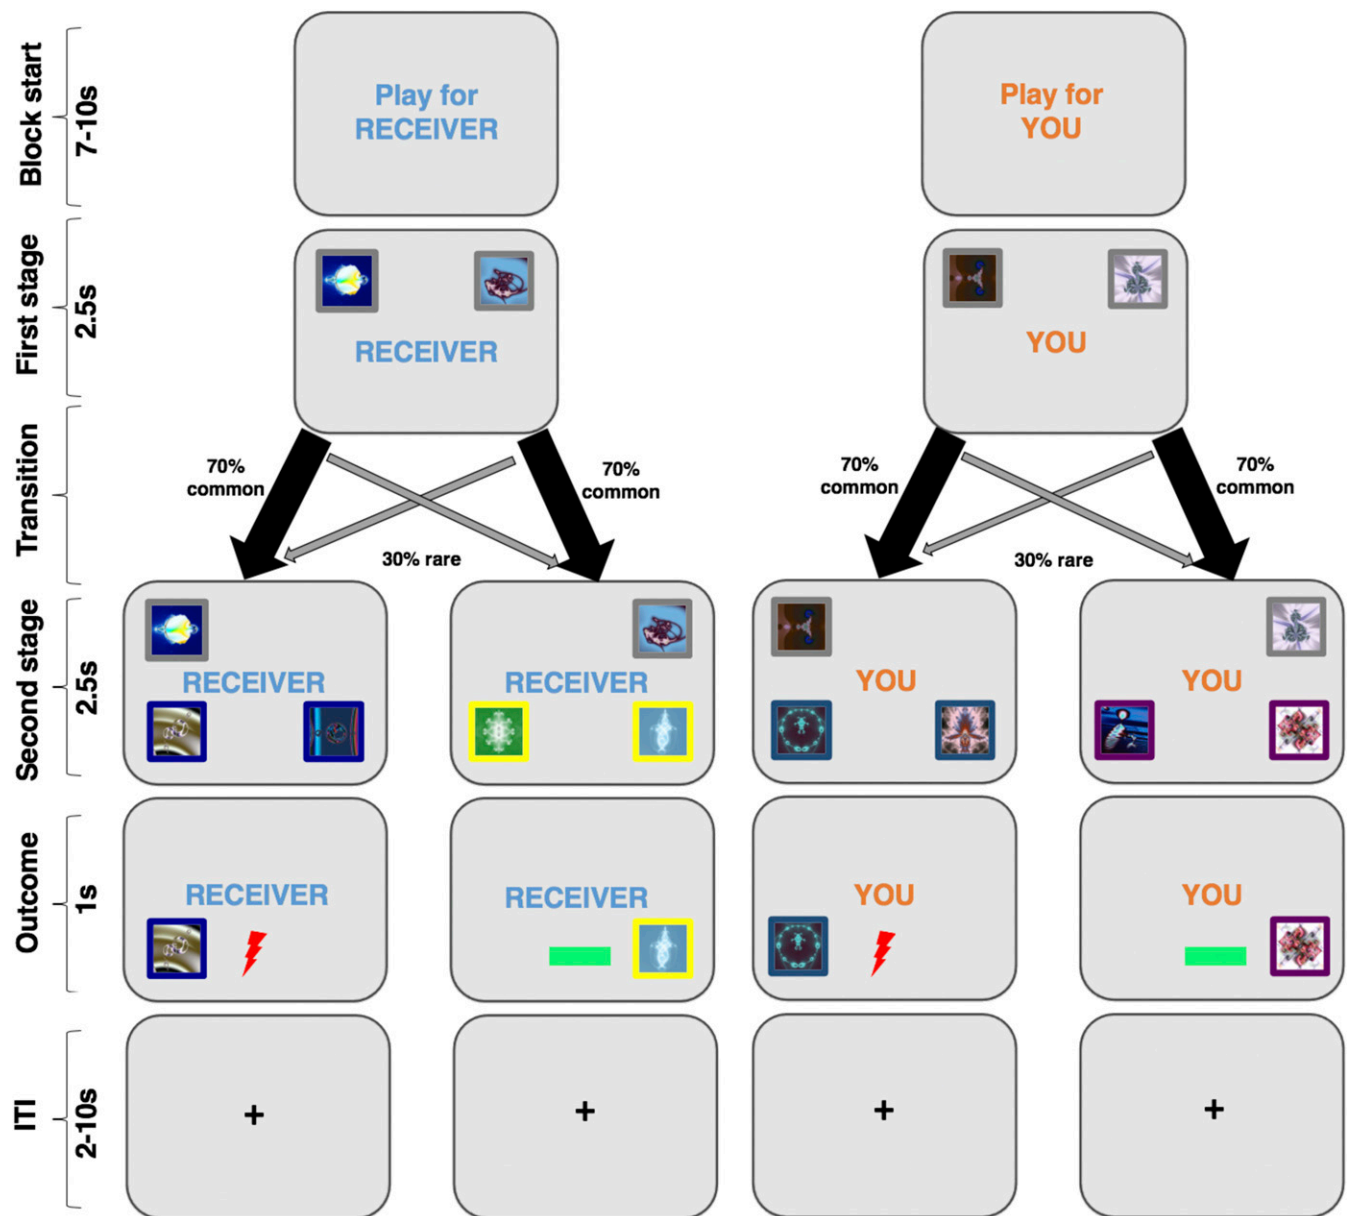 Block start
7-10s
Play for
RECEIVER
Play for
YOU
First stage
2.5s
RECEIVER
YOU
Transition
70%
common
70%
common
30% rare
70%
common
70%
common
30% rare
Second stage
2.5s
RECEIVER
RECEIVER
YOU
YOU
Outcome
1s
RECEIVER
RECEIVER
YOU
YOU
ITI
2-10s
+
+
+
+